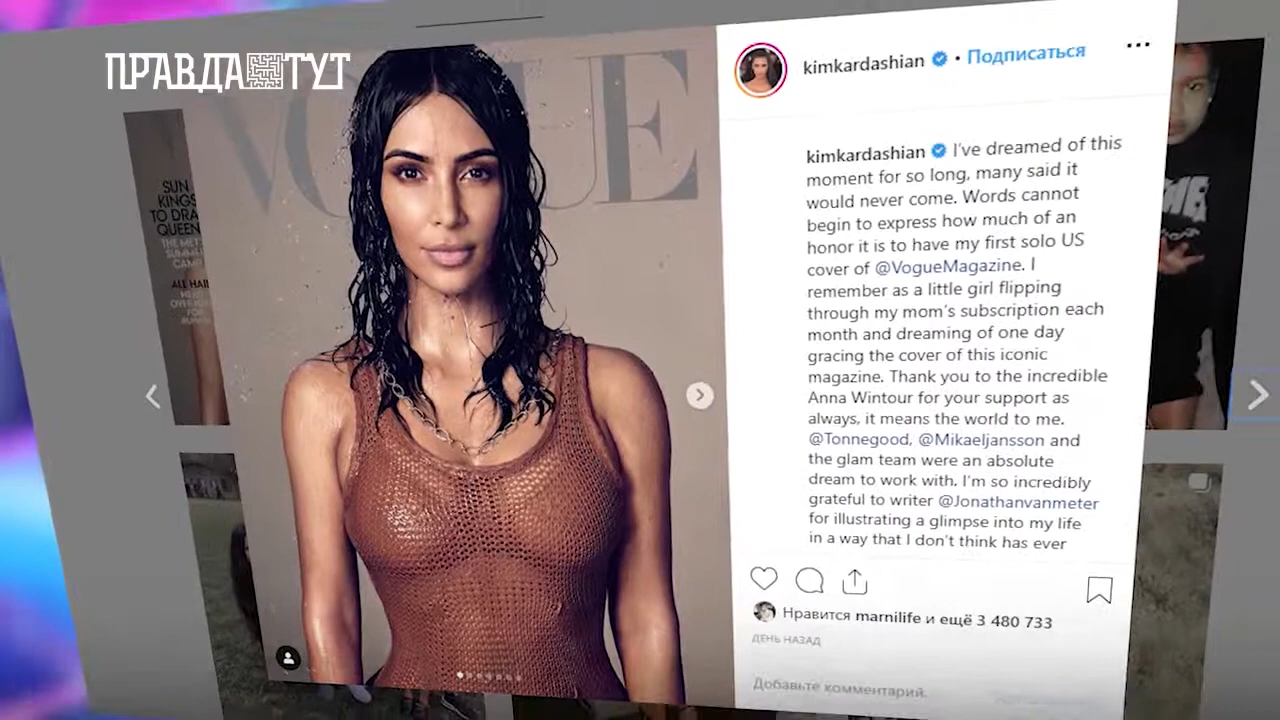 ПРАВДА ТУТ
VOGUE
SUN
KINGS
TO DRA
QUEEN
THE MET
SUMME
CAMP
ALL HAIL
kimkardashian • Подписаться
kimkardashian I've dreamed of this
moment for so long, many said it
would never come. Words cannot
begin to express how much of an
honor it is to have my first solo US
cover of @VogueMagazine. I
remember as a little girl flipping
through my mom's subscription each
month and dreaming of one day
gracing the cover of this iconic
magazine. Thank you to the incredible
Anna Wintour for your support as
always, it means the world to me.
@Tonnegood, @Mikaeljansson and
the glam team were an absolute
dream to work with. I'm so incredibly
grateful to writer @Jonathanvanmeter
for illustrating a glimpse into my life
in a way that I don't think has ever
Нравится marnilife и ещё 3 480 733
ДЕНЬ НАЗАД
Добавьте комментарий.